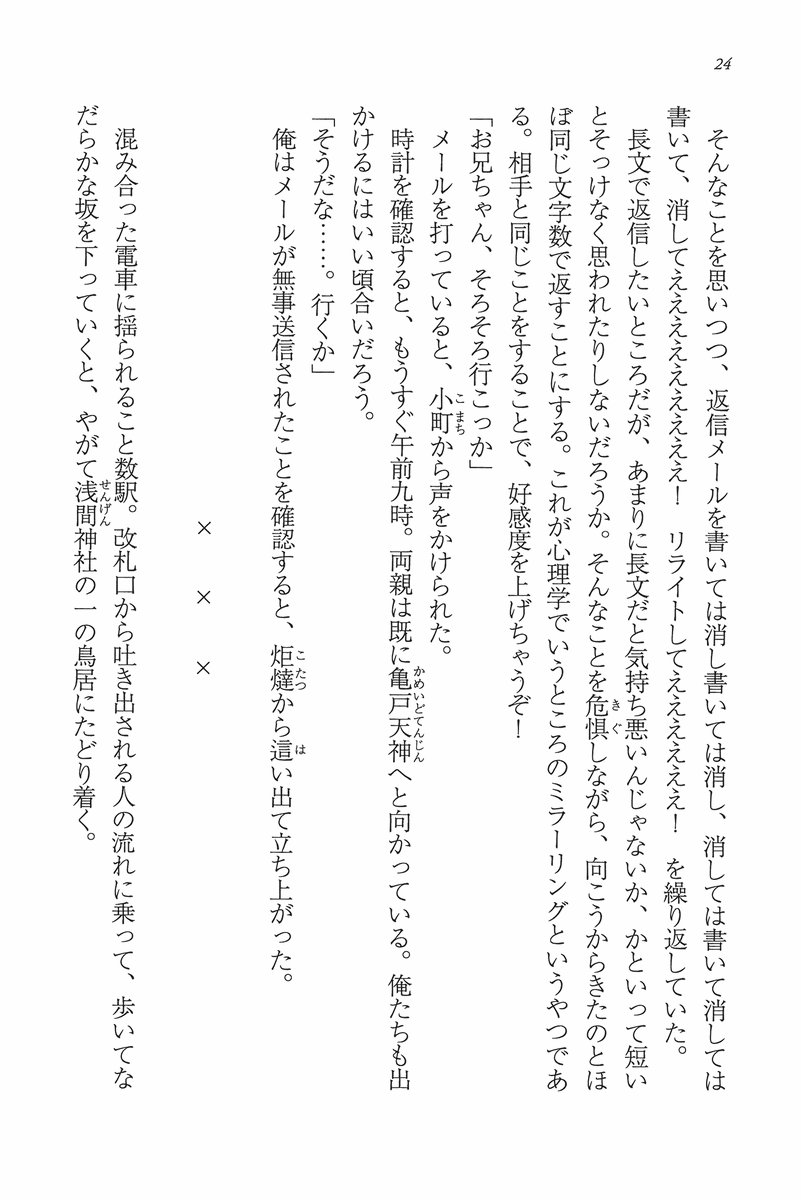 24
そんなことを思いつつ、返信メールを書いては消し書いては消し、消しては書いて消しては
書いて、消してえええええええええ！　リライトしてえええええええ！　を繰り返していた。
長文で返信したいところだが、あまりに長文だと気持ち悪いんじゃないか、かといって短い
とそっけなく思われたりしないだろうか。そんなことを危惧しながら、向こうからきたのとほ
ぼ同じ文字数で返すことにする。これが心理学でいうところのミラーリングというやつであ
る。相手と同じことをすることで、好感度を上げちゃうぞ！
「お兄ちゃん、そろそろ行こっか」
メールを打っていると、小町から声をかけられた。
時計を確認すると、もうすぐ午前九時。両親は既に亀戸天神へと向かっている。俺たちも出
かけるにはいい頃合いだろう。
「そうだな……。行くか」
俺はメールが無事送信されたことを確認すると、炬燵から這い出て立ち上がった。
×　×　×
混み合った電車に揺られること数駅。改札口から吐き出される人の流れに乗って、歩いてな
だらかな坂を下っていくと、やがて浅間神社の一の鳥居にたどり着く。